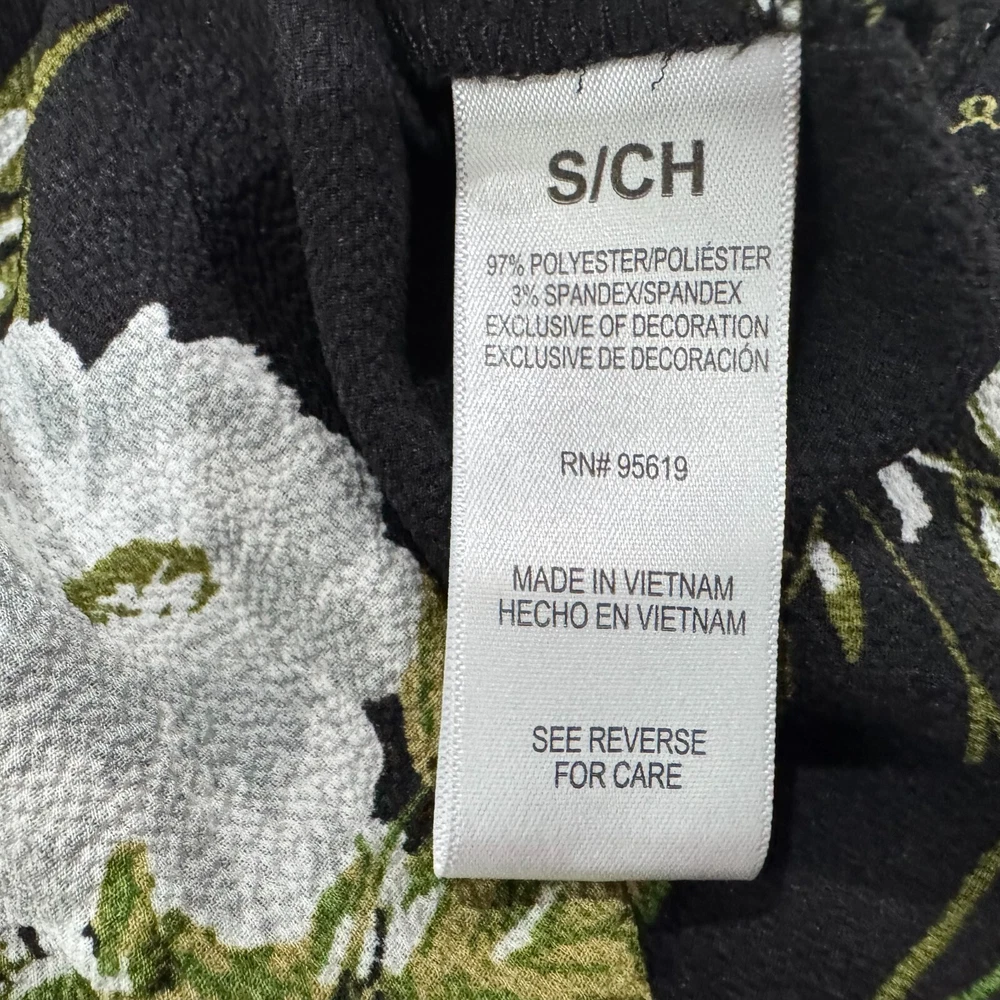 S/CH
97% POLYESTER/POLIÉSTER
3% SPANDEX/SPANDEX
EXCLUSIVE OF DECORATION
EXCLUSIVE DE DECORACIÓN
RN# 95619
MADE IN VIETNAM
HECHO EN VIETNAM
SEE REVERSE
FOR CARE